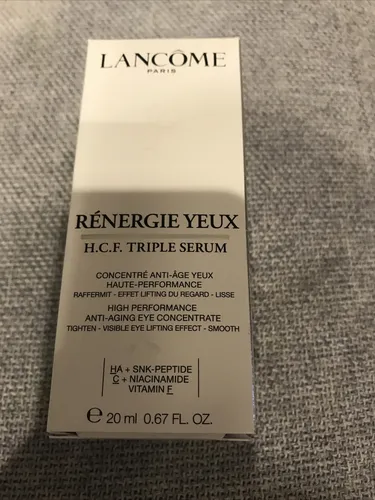 LANCÔME
PARIS
RÉNERGIE YEUX
H.C.F. TRIPLE SERUM
CONCENTRÉ ANTI-ÂGE YEUX
HAUTE-PERFORMANCE
RAFFERMIT - EFFET LIFTING DU REGARD - LISSE
HIGH PERFORMANCE
ANTI-AGING EYE CONCENTRATE
TIGHTEN - VISIBLE EYE LIFTING EFFECT - SMOOTH
HA + SNK-PEPTIDE
C + NIACINAMIDE
VITAMIN F
℮ 20 ml 0.67 FL. OZ.